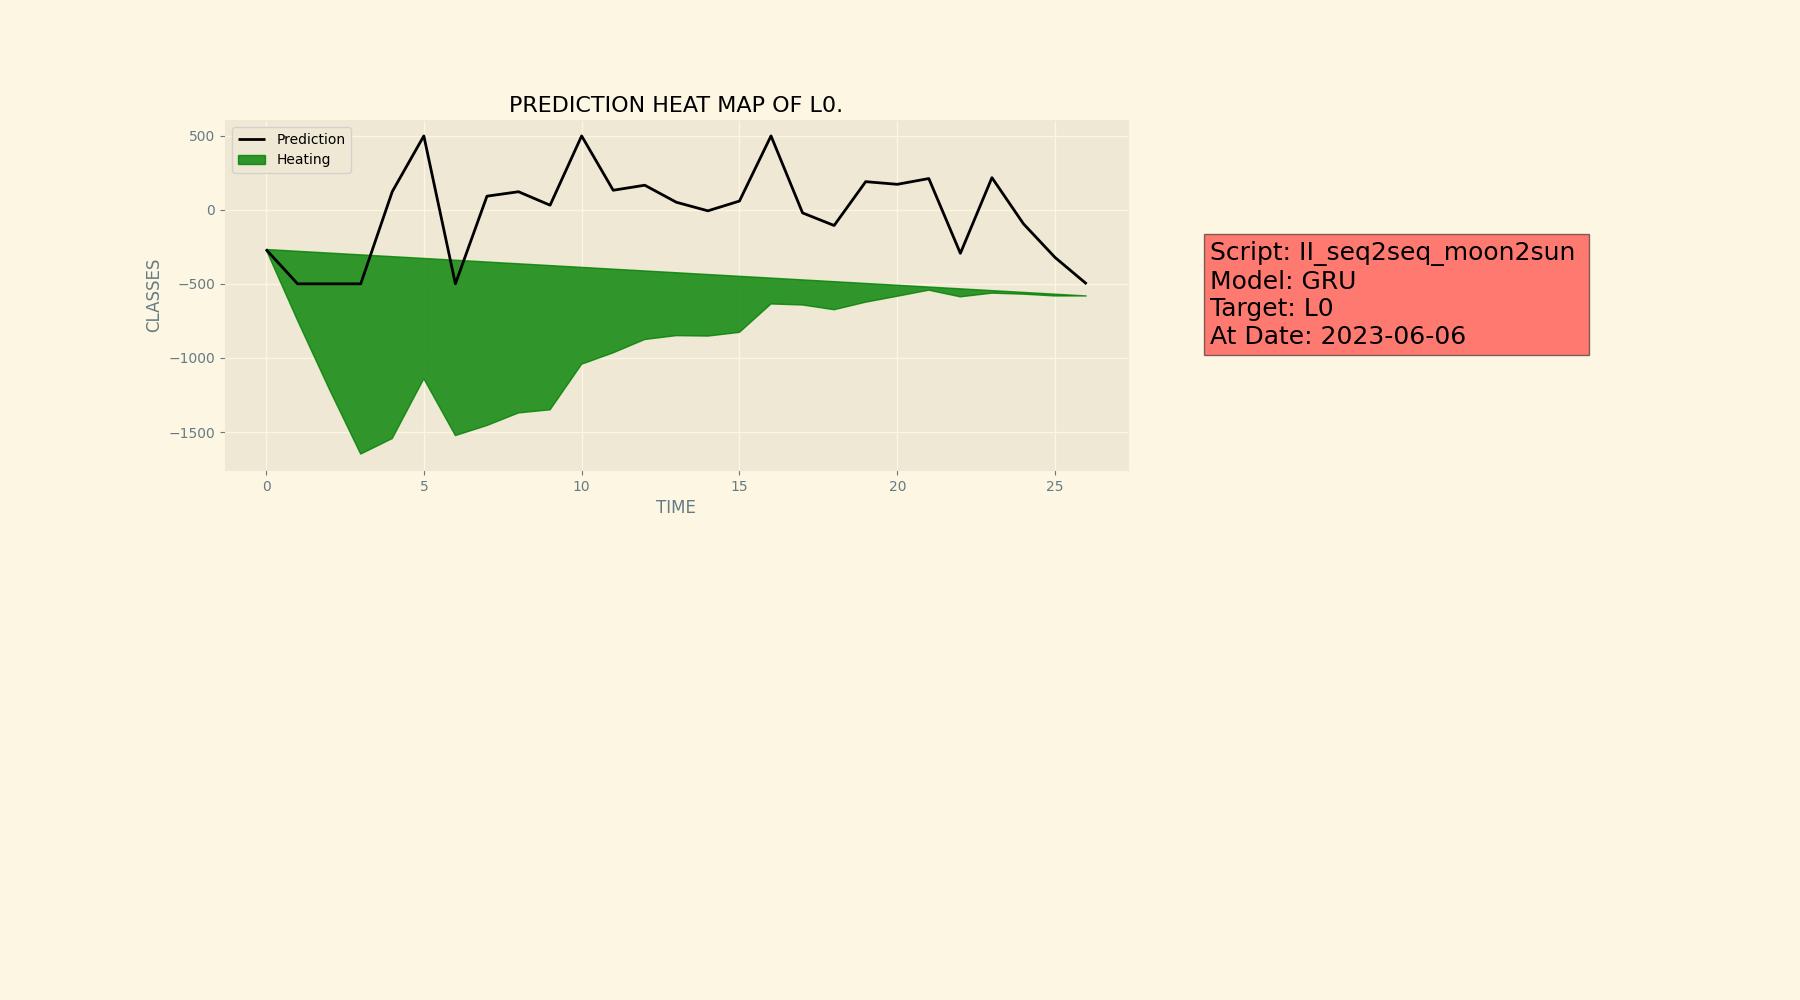 PREDICTION HEAT MAP OF L0.
Prediction
Heating
500
0
−500
−1000
−1500
CLASSES
0 5 10 15 20 25
TIME
Script: II_seq2seq_moon2sun
Model: GRU
Target: L0
At Date: 2023-06-06